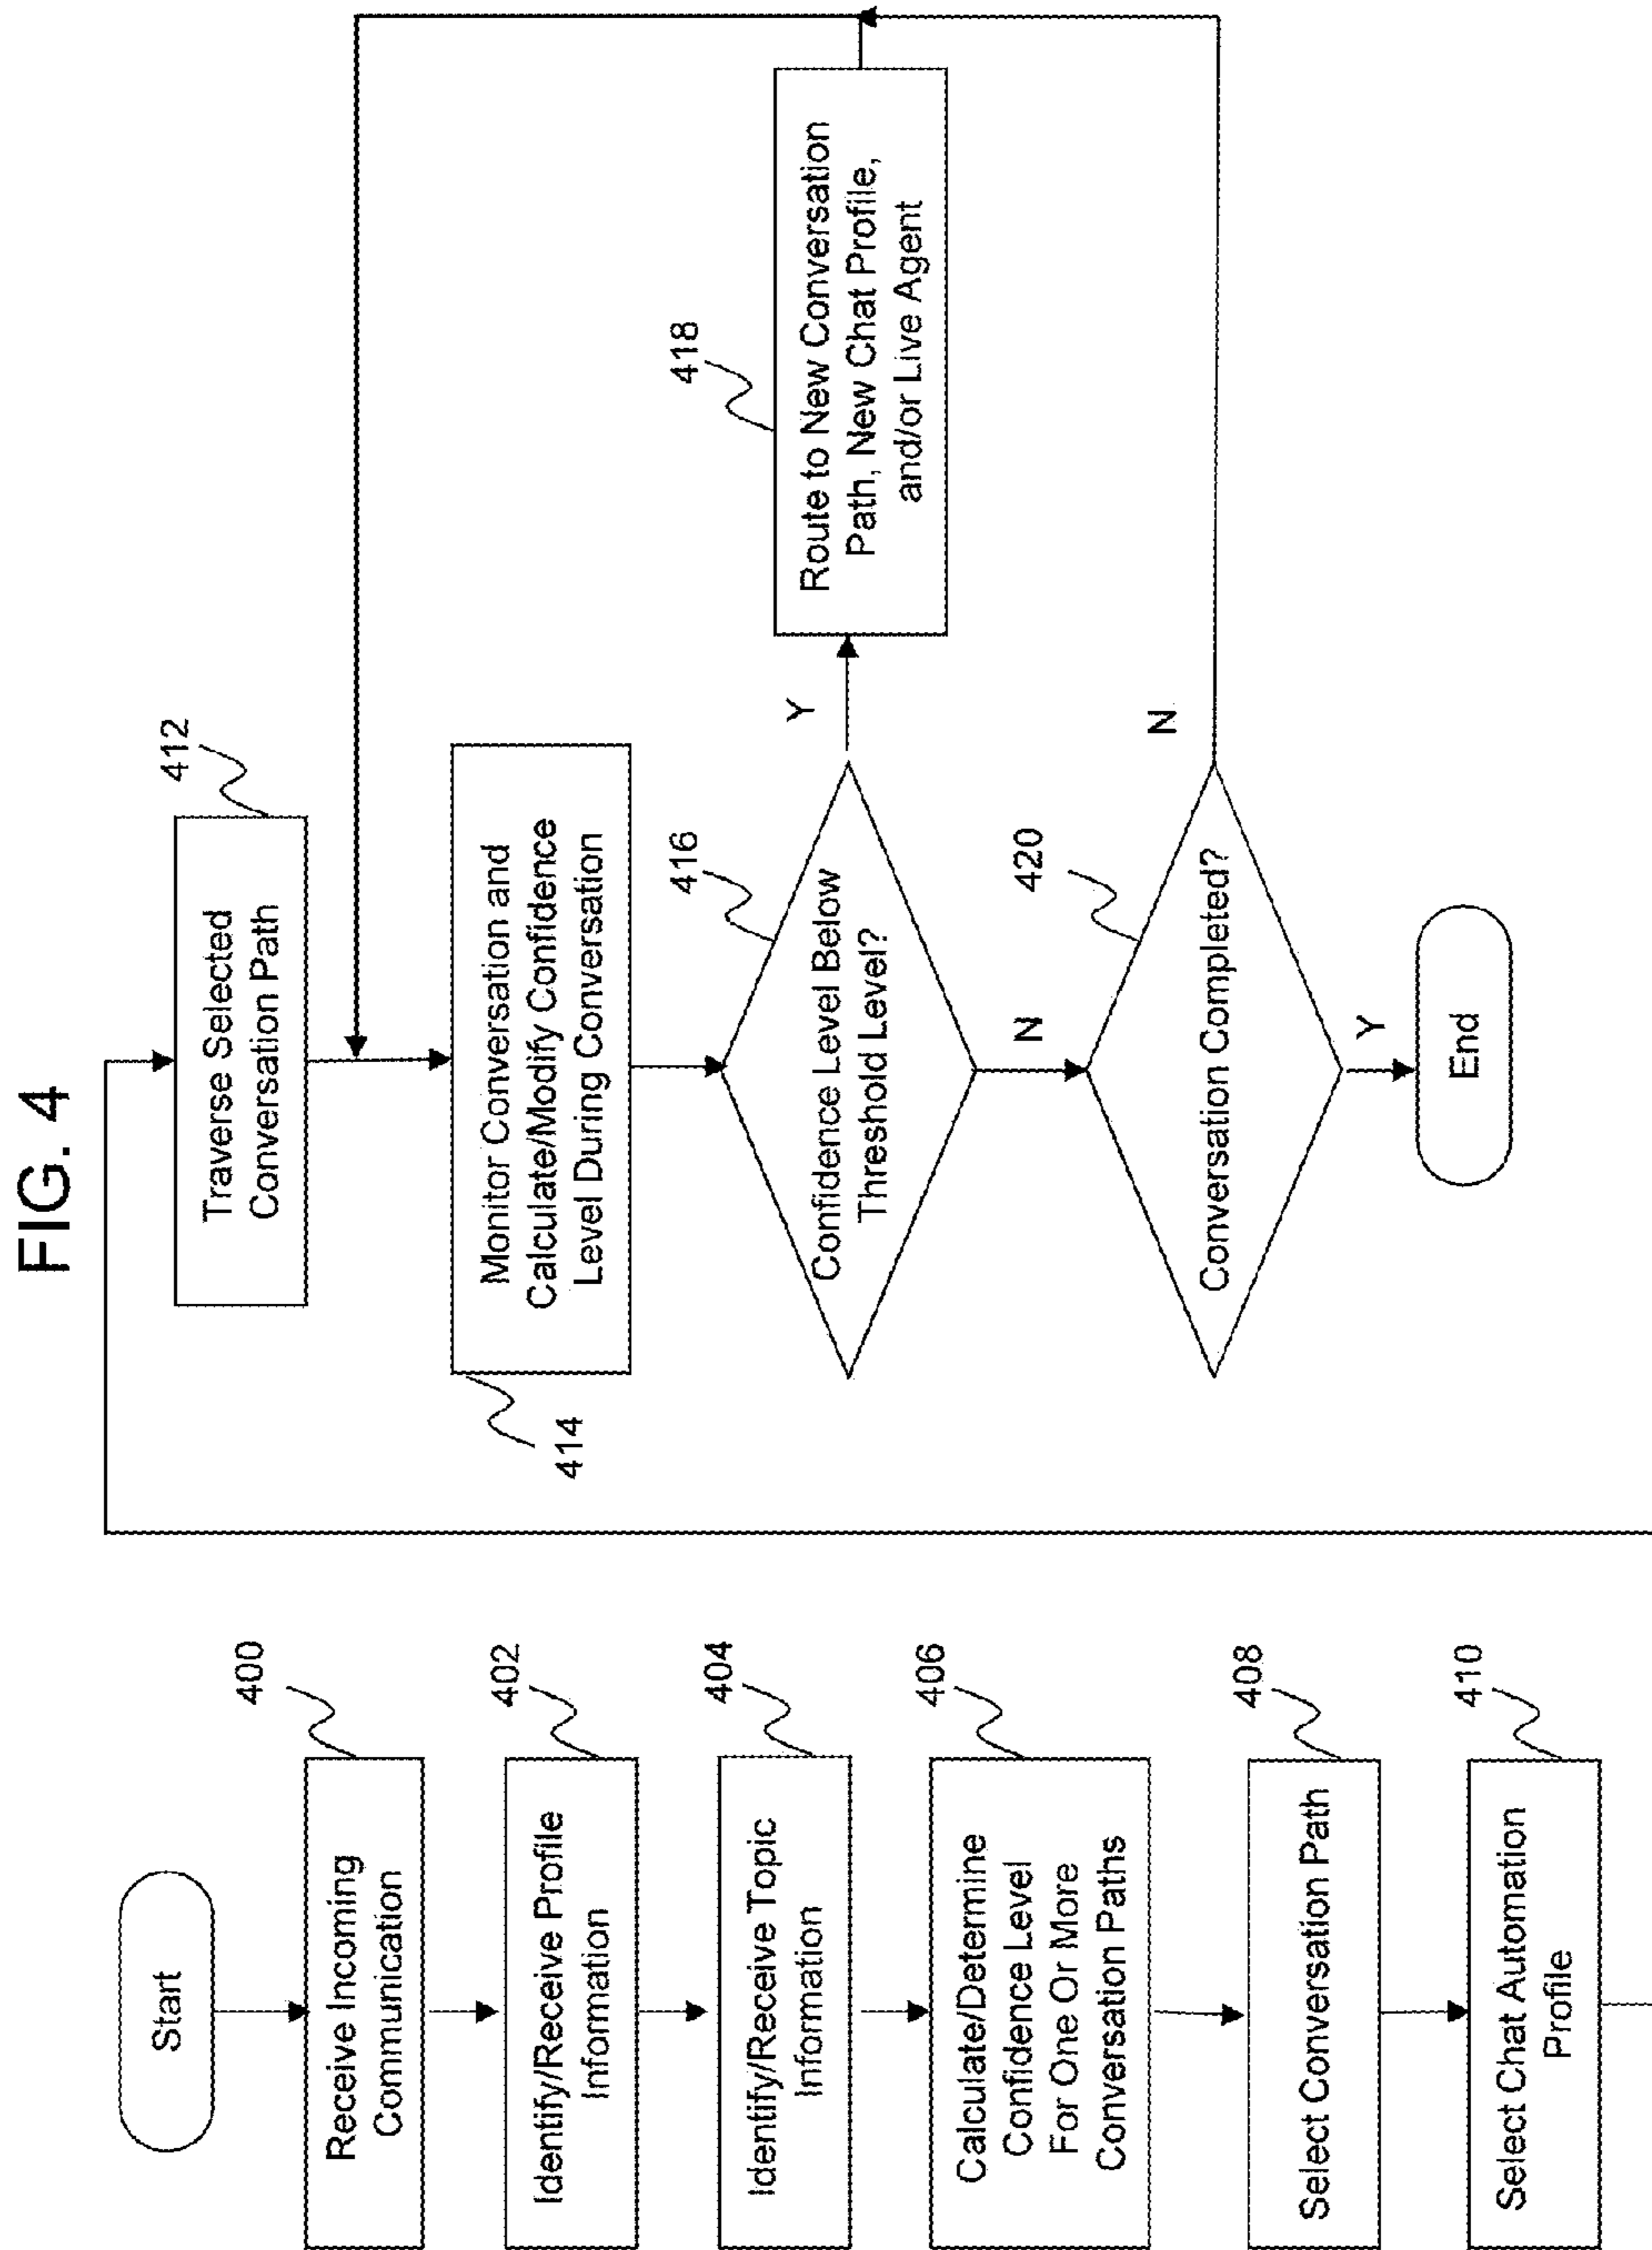 FIG. 4
Start
400
Receive Incoming
Communication
402
Identify/Receive Profile
Information
404
Identify/Receive Topic
Information
406
Calculate/Determine
Confidence Level
For One Or More
Conversation Paths
408
Select Conversation Path
410
Select Chat Automation
Profile
412
Traverse Selected
Conversation Path
414
Monitor Conversation and
Calculate/Modify Confidence
Level During Conversation
416
Confidence Level Below
Threshold Level?
Y
N
418
Route to New Conversation
Path, New Chat Profile,
and/or Live Agent
420
Conversation Completed?
N
Y
End